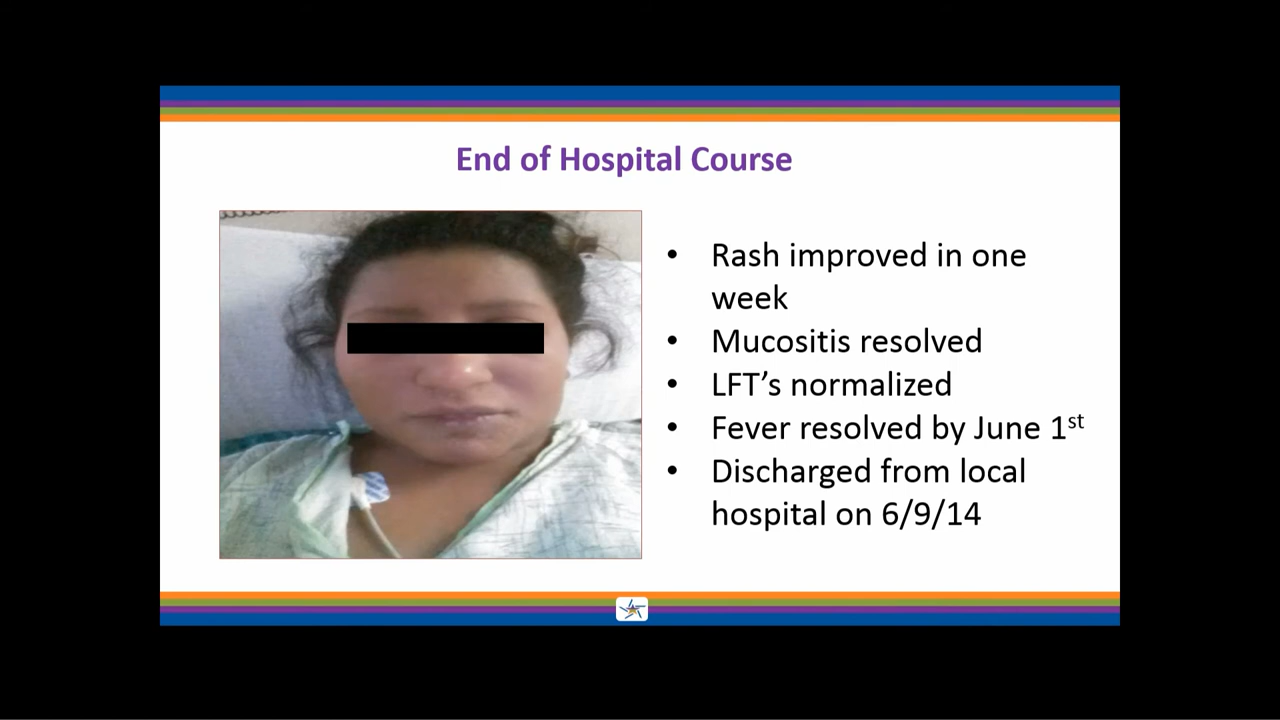 End of Hospital Course
• Rash improved in one
week
• Mucositis resolved
• LFT’s normalized
• Fever resolved by June 1st
• Discharged from local
hospital on 6/9/14